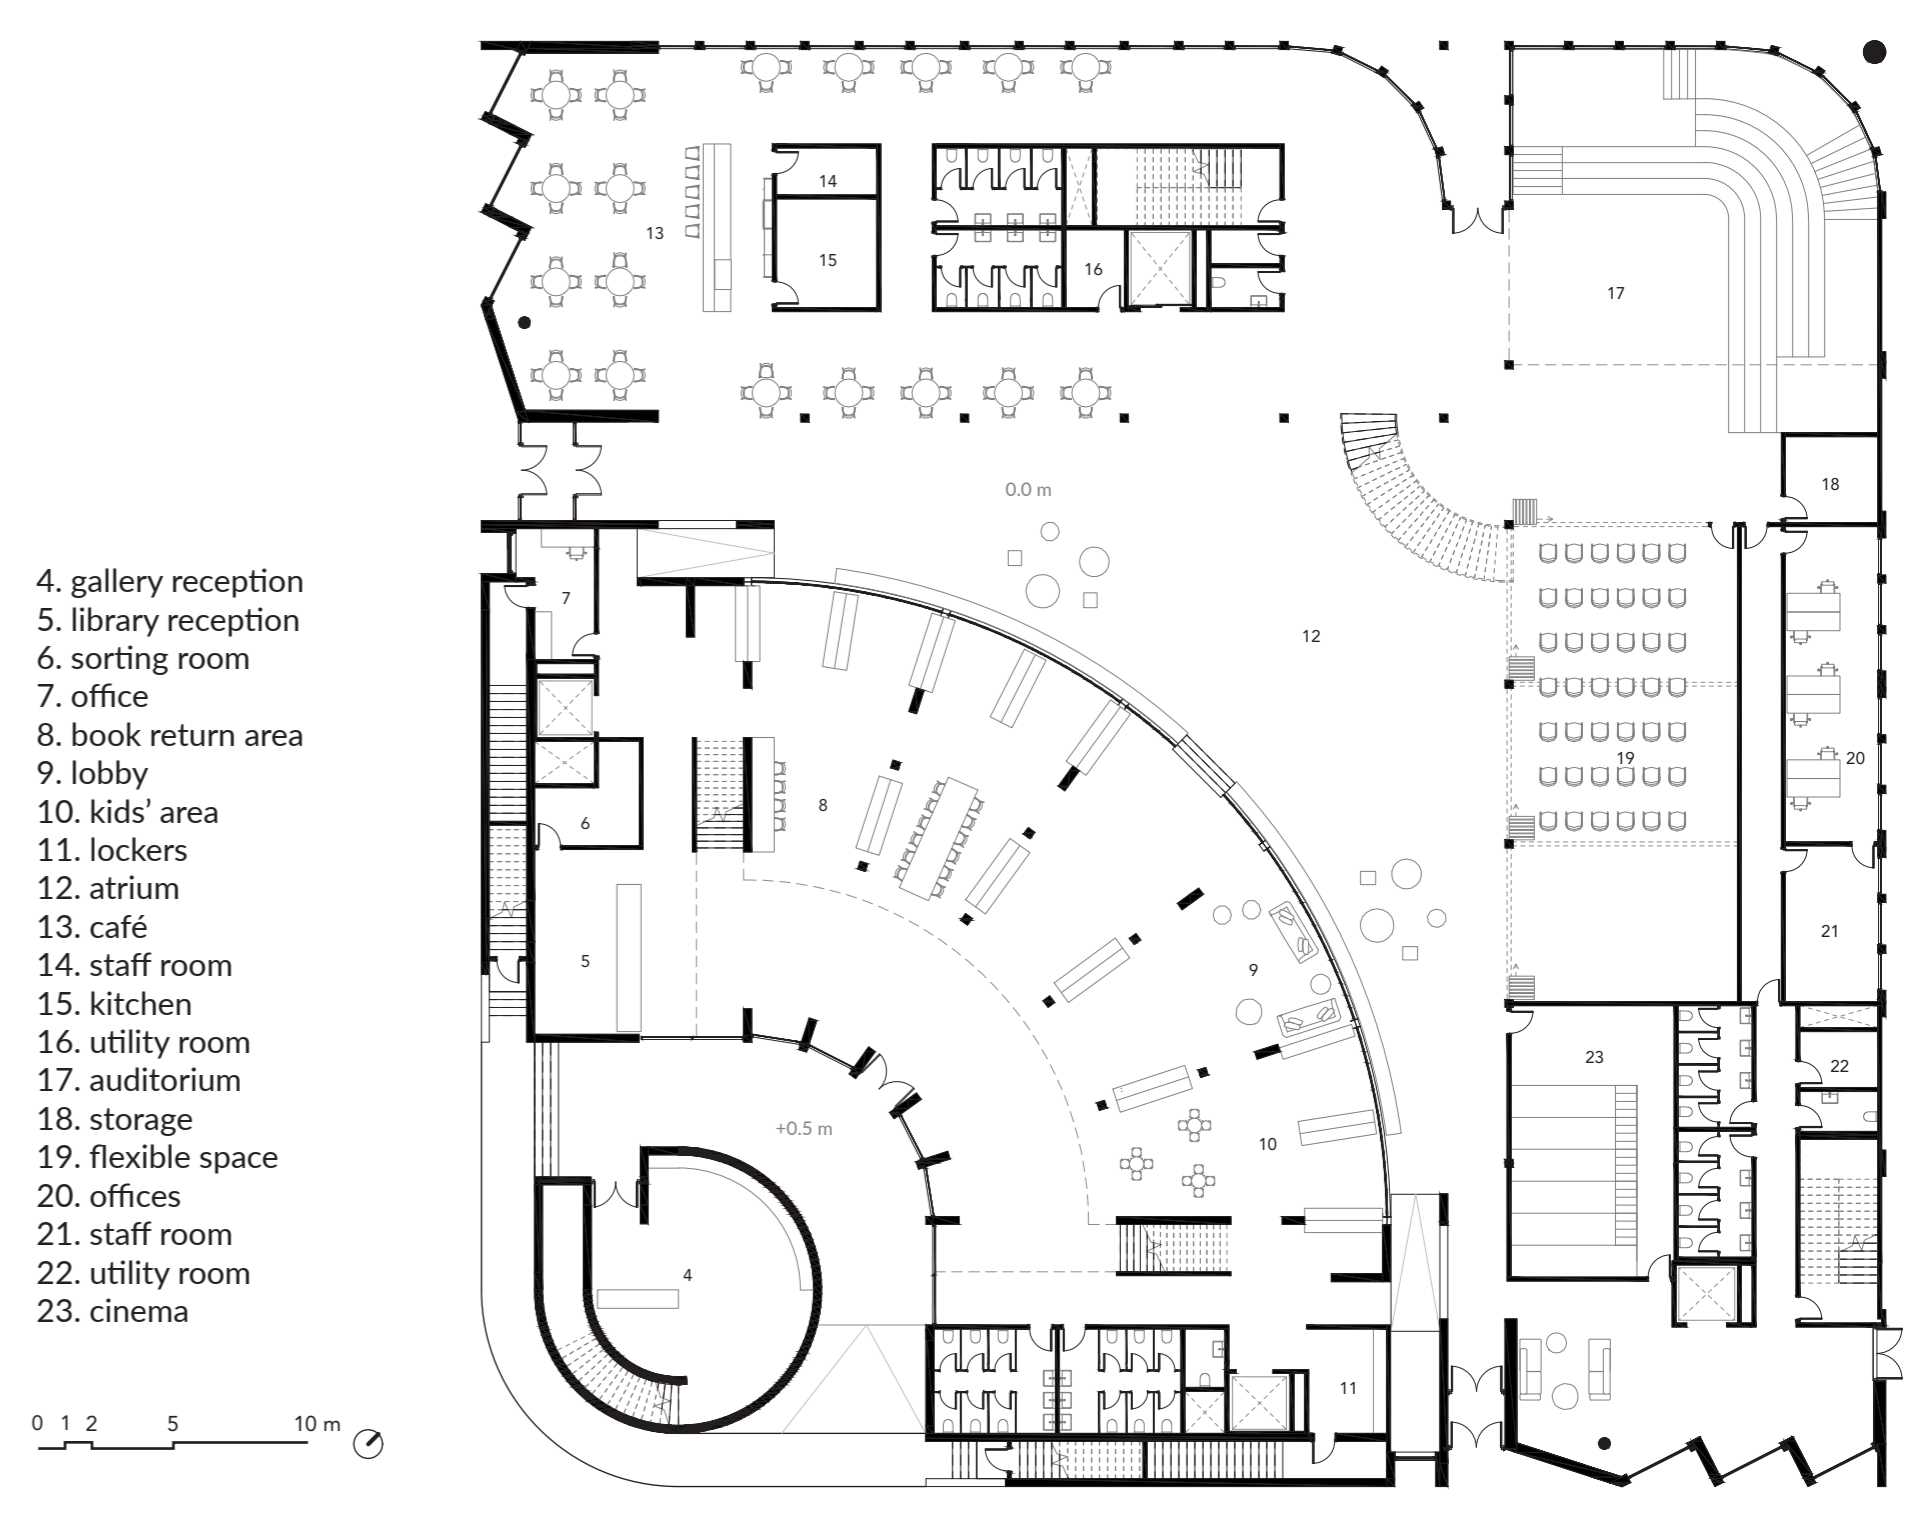 4. gallery reception
5. library reception
6. sorting room
7. office
8. book return area
9. lobby
10. kids’ area
11. lockers
12. atrium
13. café
14. staff room
15. kitchen
16. utility room
17. auditorium
18. storage
19. flexible space
20. offices
21. staff room
22. utility room
23. cinema
0 1 2 5 10 m
14
13
15
16
17
18
0.0 m
7
12
19
20
8
6
5
9
21
23
22
+0.5 m
10
4
11